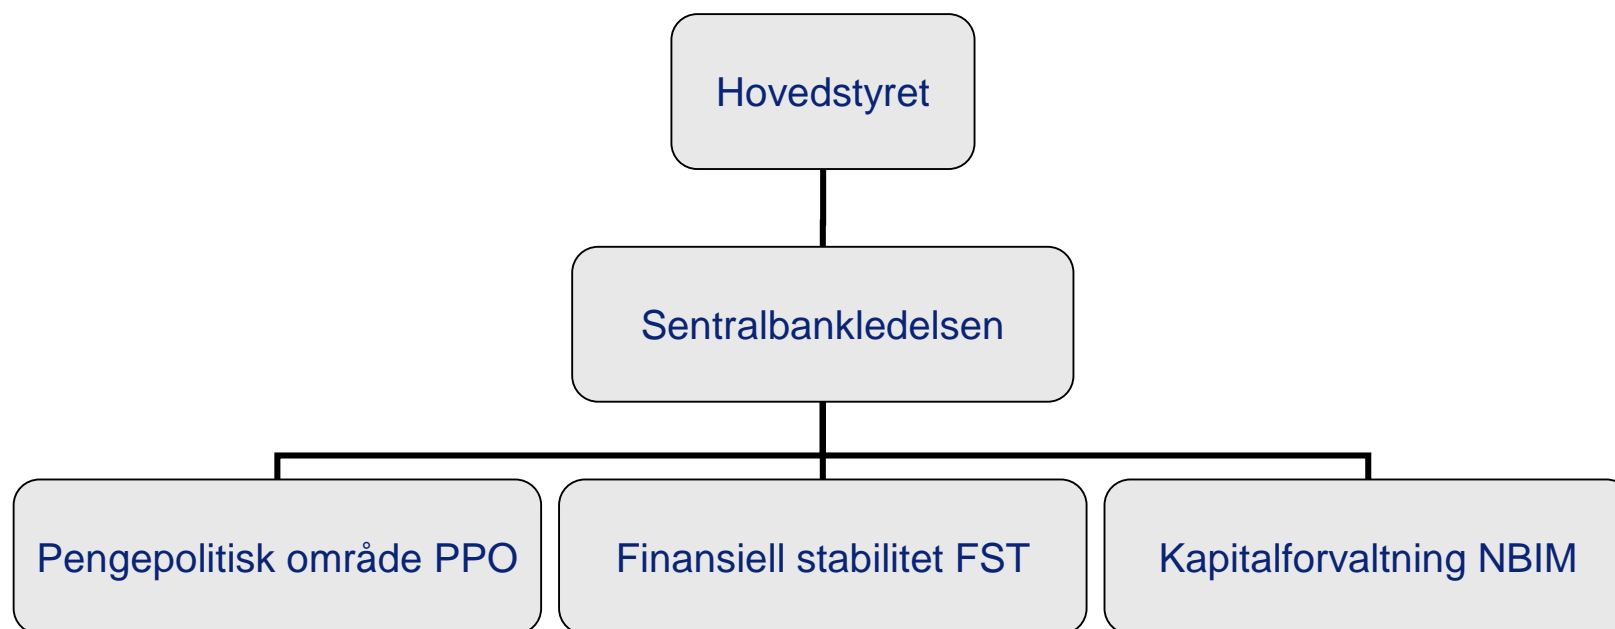 Hovedstyret
Sentralbankledelsen
Pengepolitisk område PPO
Finansiell stabilitet FST
Kapitalforvaltning NBIM